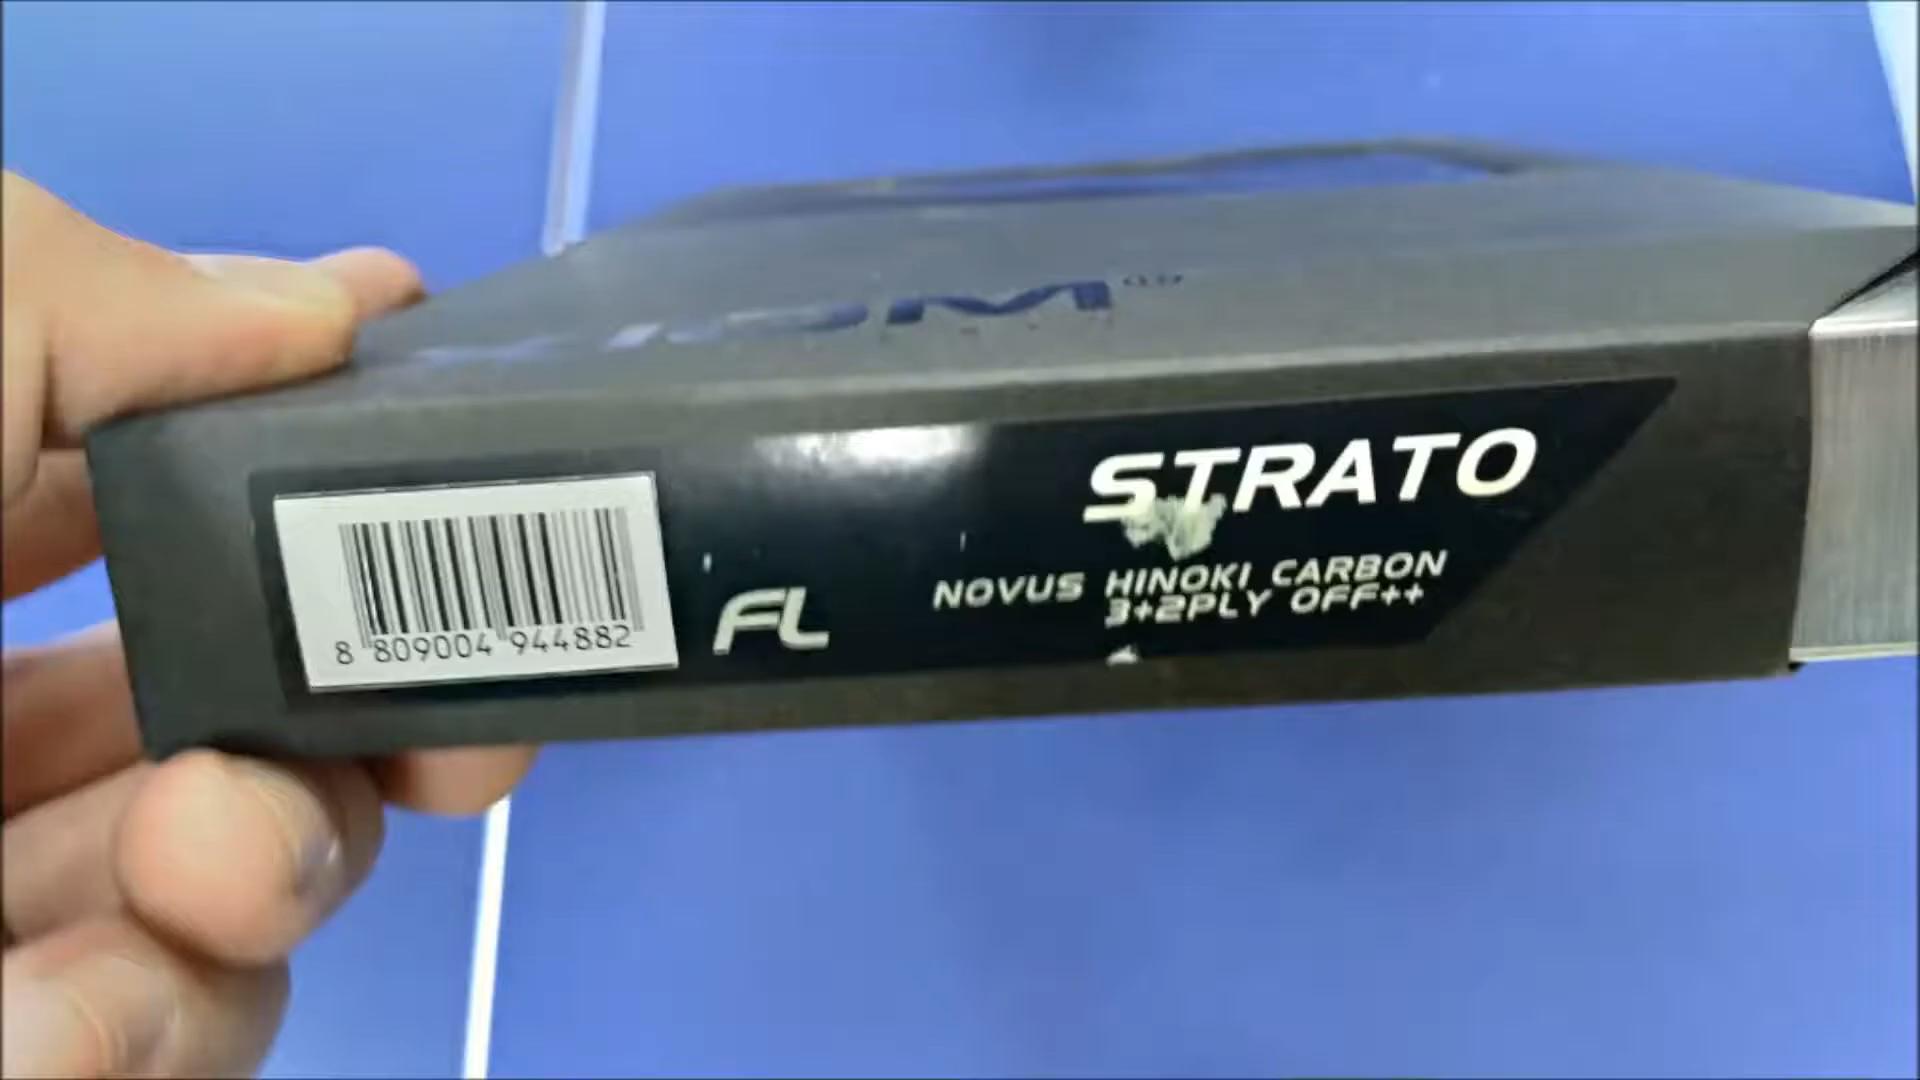 STRATO
NOVUS HINOKI CARBON
3+2PLY OFF++
FL
8 809004 944882